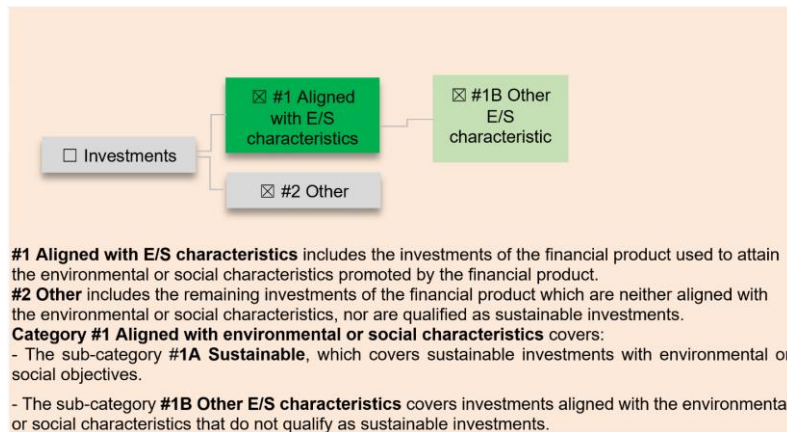 ☒ #1 Aligned
with E/S
characteristics
☒ #1B Other
E/S
characteristic
☐ Investments
☒ #2 Other
#1 Aligned with E/S characteristics includes the investments of the financial product used to attain
the environmental or social characteristics promoted by the financial product.
#2 Other includes the remaining investments of the financial product which are neither aligned with
the environmental or social characteristics, nor are qualified as sustainable investments.
Category #1 Aligned with environmental or social characteristics covers:
- The sub-category #1A Sustainable, which covers sustainable investments with environmental or
social objectives.
- The sub-category #1B Other E/S characteristics covers investments aligned with the environmenta
or social characteristics that do not qualify as sustainable investments.